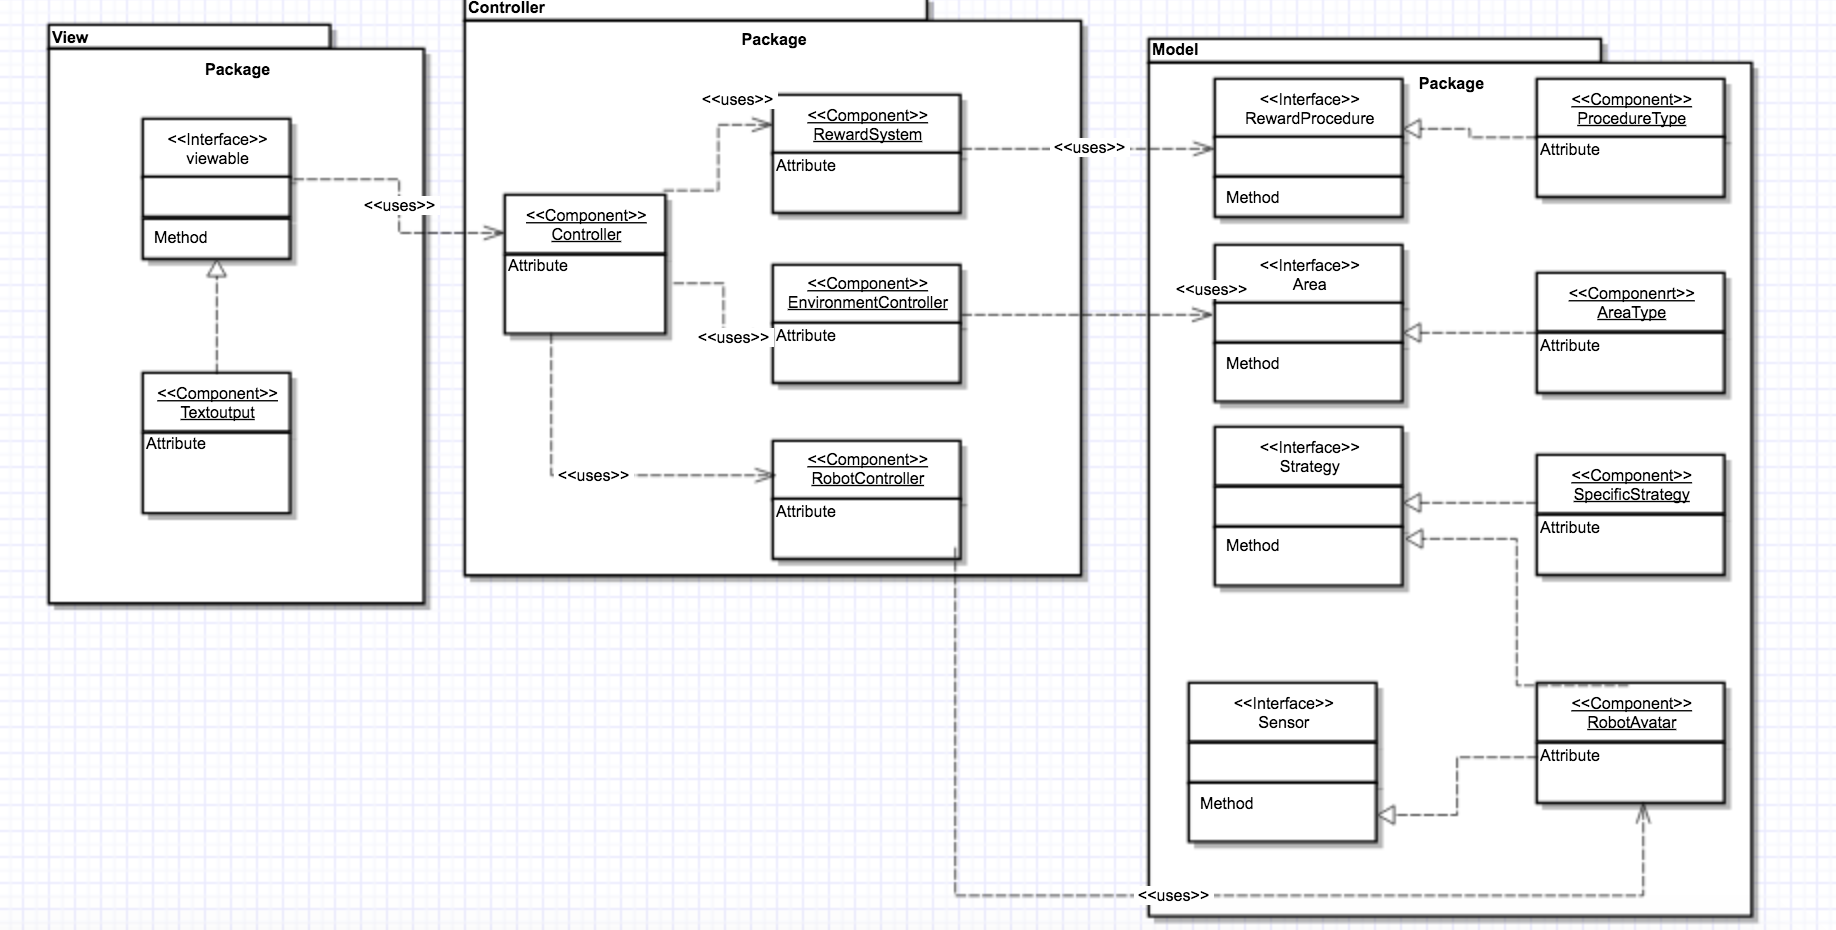 View
Package
<<Interface>>
viewable
Method
<<uses>>
<<Component>>
Textoutput
Attribute
Controller
Package
<<Component>>
Controller
Attribute
<<uses>>
<<Component>>
RewardSystem
Attribute
<<uses>>
<<uses>>
<<Component>>
EnvironmentController
Attribute
<<uses>>
<<uses>>
<<Component>>
RobotController
Attribute
<<uses>>
Model
Package
<<Interface>>
RewardProcedure
Method
<<Component>>
ProcedureType
Attribute
<<Interface>>
Area
Method
<<Componenrt>>
AreaType
Attribute
<<Interface>>
Strategy
Method
<<Component>>
SpecificStrategy
Attribute
<<Interface>>
Sensor
Method
<<Component>>
RobotAvatar
Attribute